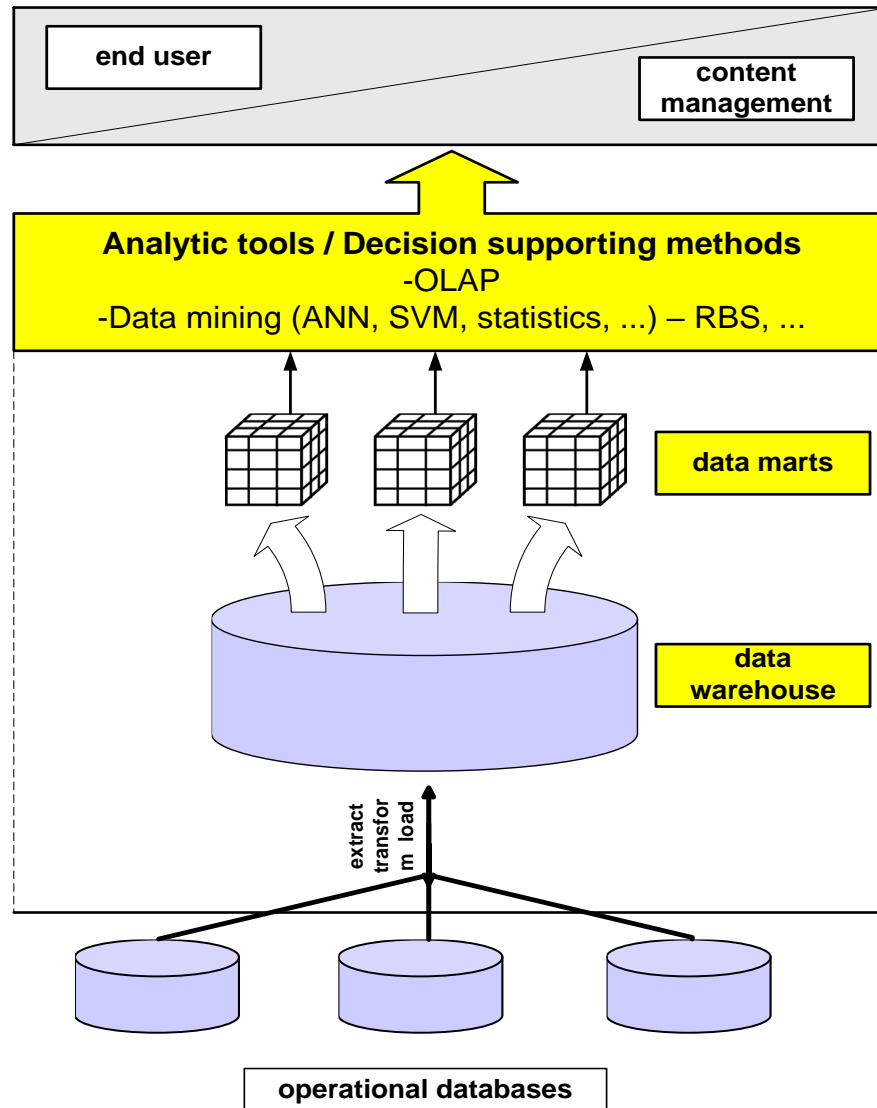 end user
content
management
Analytic tools / Decision supporting methods
-OLAP
-Data mining (ANN, SVM, statistics, ...) – RBS, ...
data marts
data
warehouse
extract
transfor
m load
operational databases